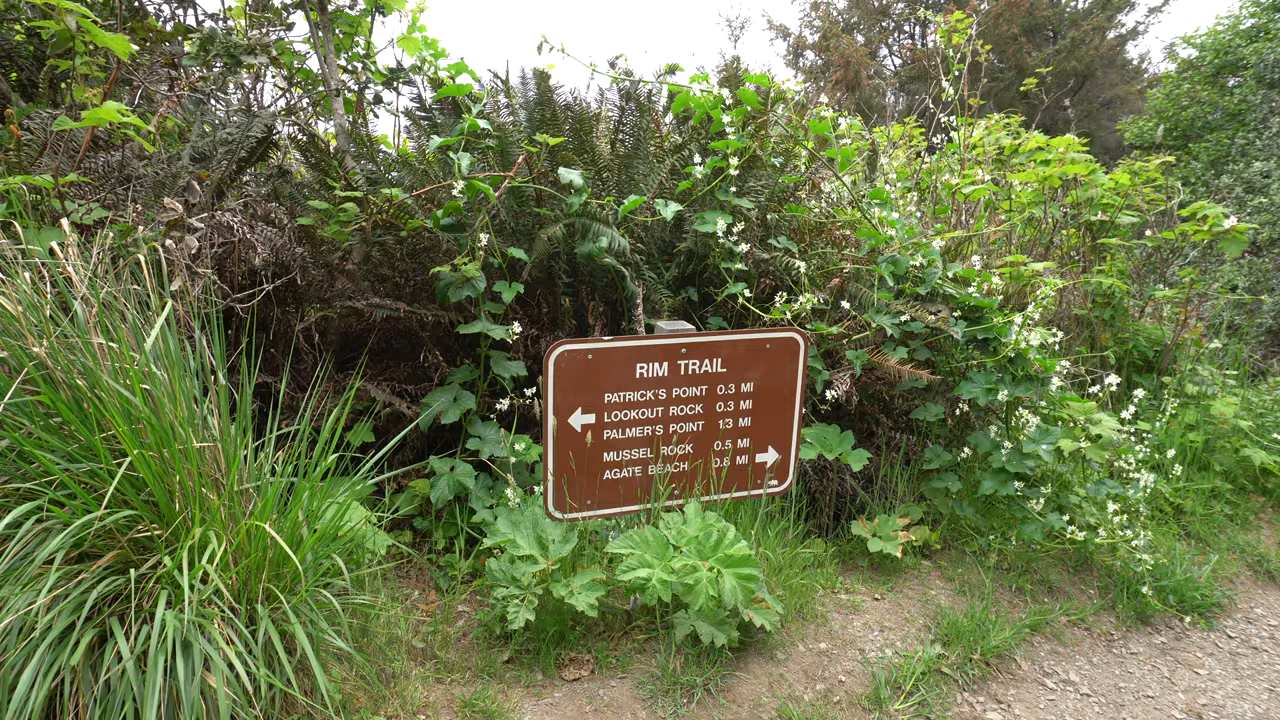 RIM TRAIL
PATRICK'S POINT 0.3 MI
LOOKOUT ROCK 0.3 MI
PALMER'S POINT 1.3 MI
MUSSEL ROCK 0.5 MI
AGATE BEACH 0.8 MI